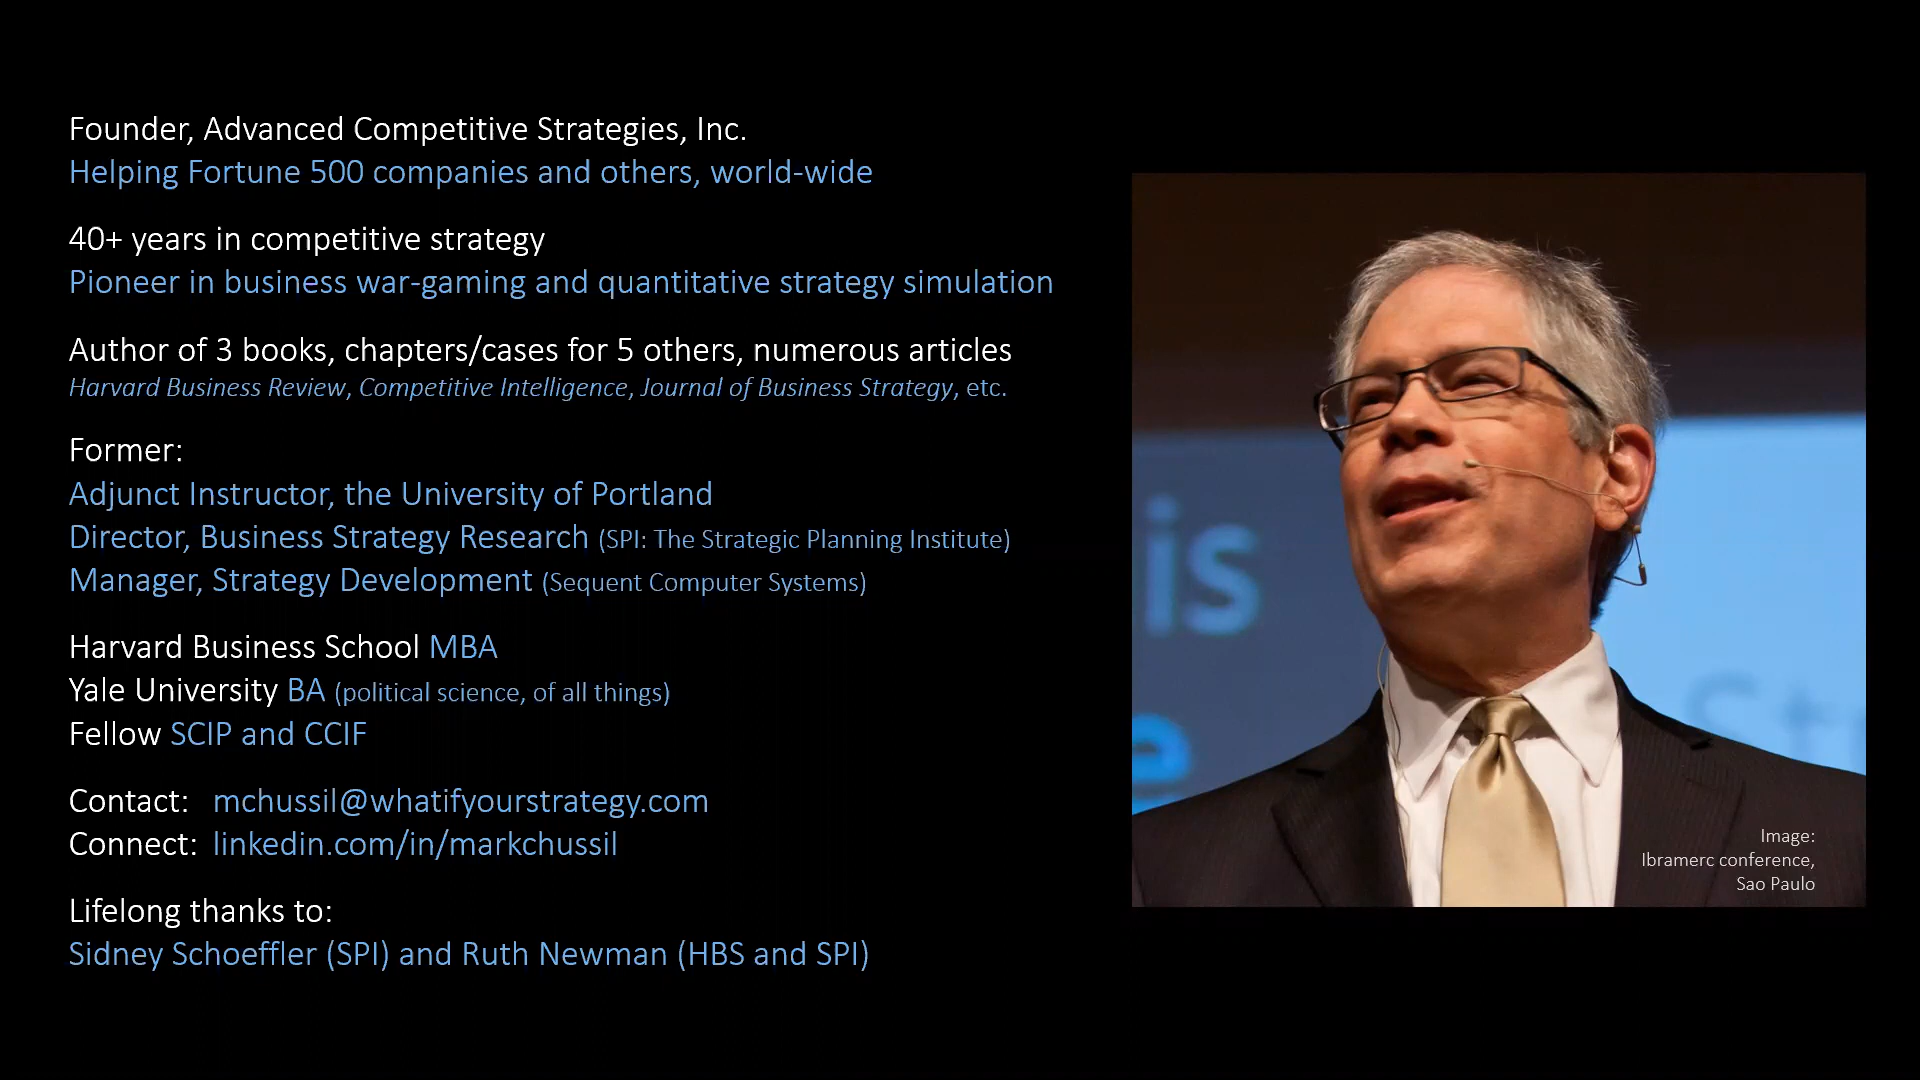 Founder, Advanced Competitive Strategies, Inc.
Helping Fortune 500 companies and others, world-wide
40+ years in competitive strategy
Pioneer in business war-gaming and quantitative strategy simulation
Author of 3 books, chapters/cases for 5 others, numerous articles
Harvard Business Review, Competitive Intelligence, Journal of Business Strategy, etc.
Former:
Adjunct Instructor, the University of Portland
Director, Business Strategy Research (SPI: The Strategic Planning Institute)
Manager, Strategy Development (Sequent Computer Systems)
Harvard Business School MBA
Yale University BA (political science, of all things)
Fellow SCIP and CCIF
Contact: mchussil@whatifyourstrategy.com
Connect: linkedin.com/in/markchussil
Lifelong thanks to:
Sidney Schoeffler (SPI) and Ruth Newman (HBS and SPI)
is
Image:
Ibramerc conference,
Sao Paulo